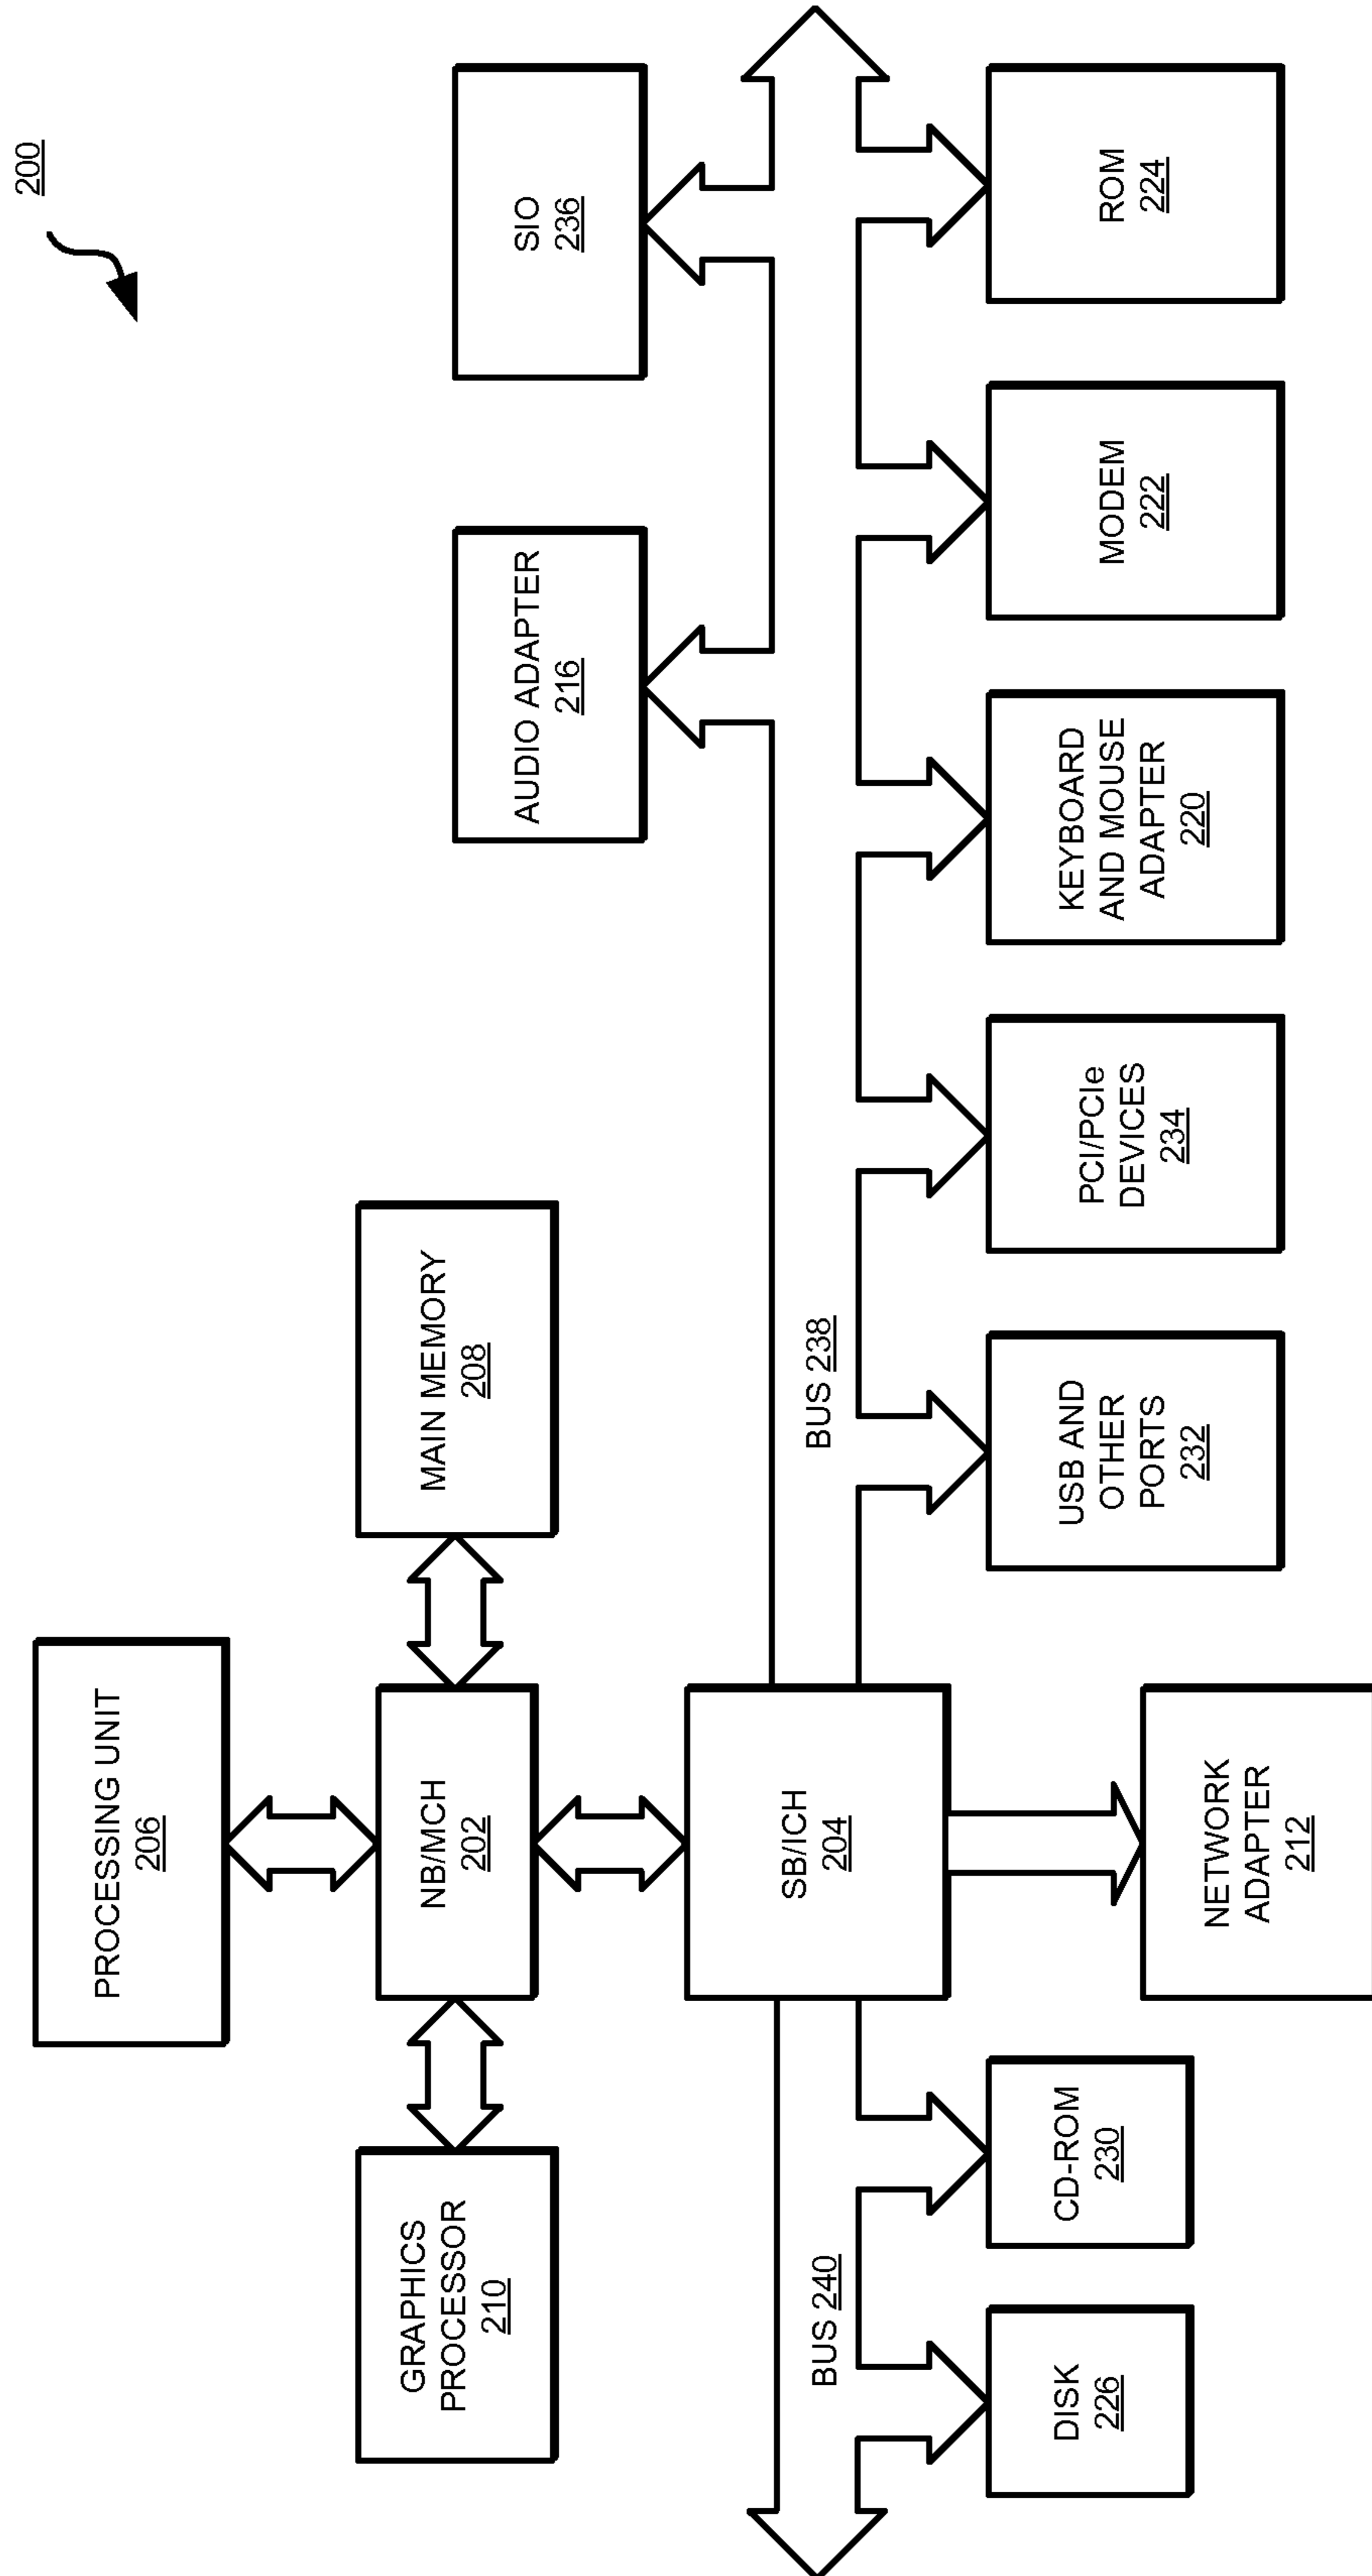 200
PROCESSING UNIT
206
GRAPHICS
PROCESSOR
210
NB/MCH
202
MAIN MEMORY
208
AUDIO ADAPTER
216
SIO
236
SB/ICH
204
BUS 240
BUS 238
DISK
226
CD-ROM
230
NETWORK
ADAPTER
212
USB AND
OTHER
PORTS
232
PCI/PCIe
DEVICES
234
KEYBOARD
AND MOUSE
ADAPTER
220
MODEM
222
ROM
224